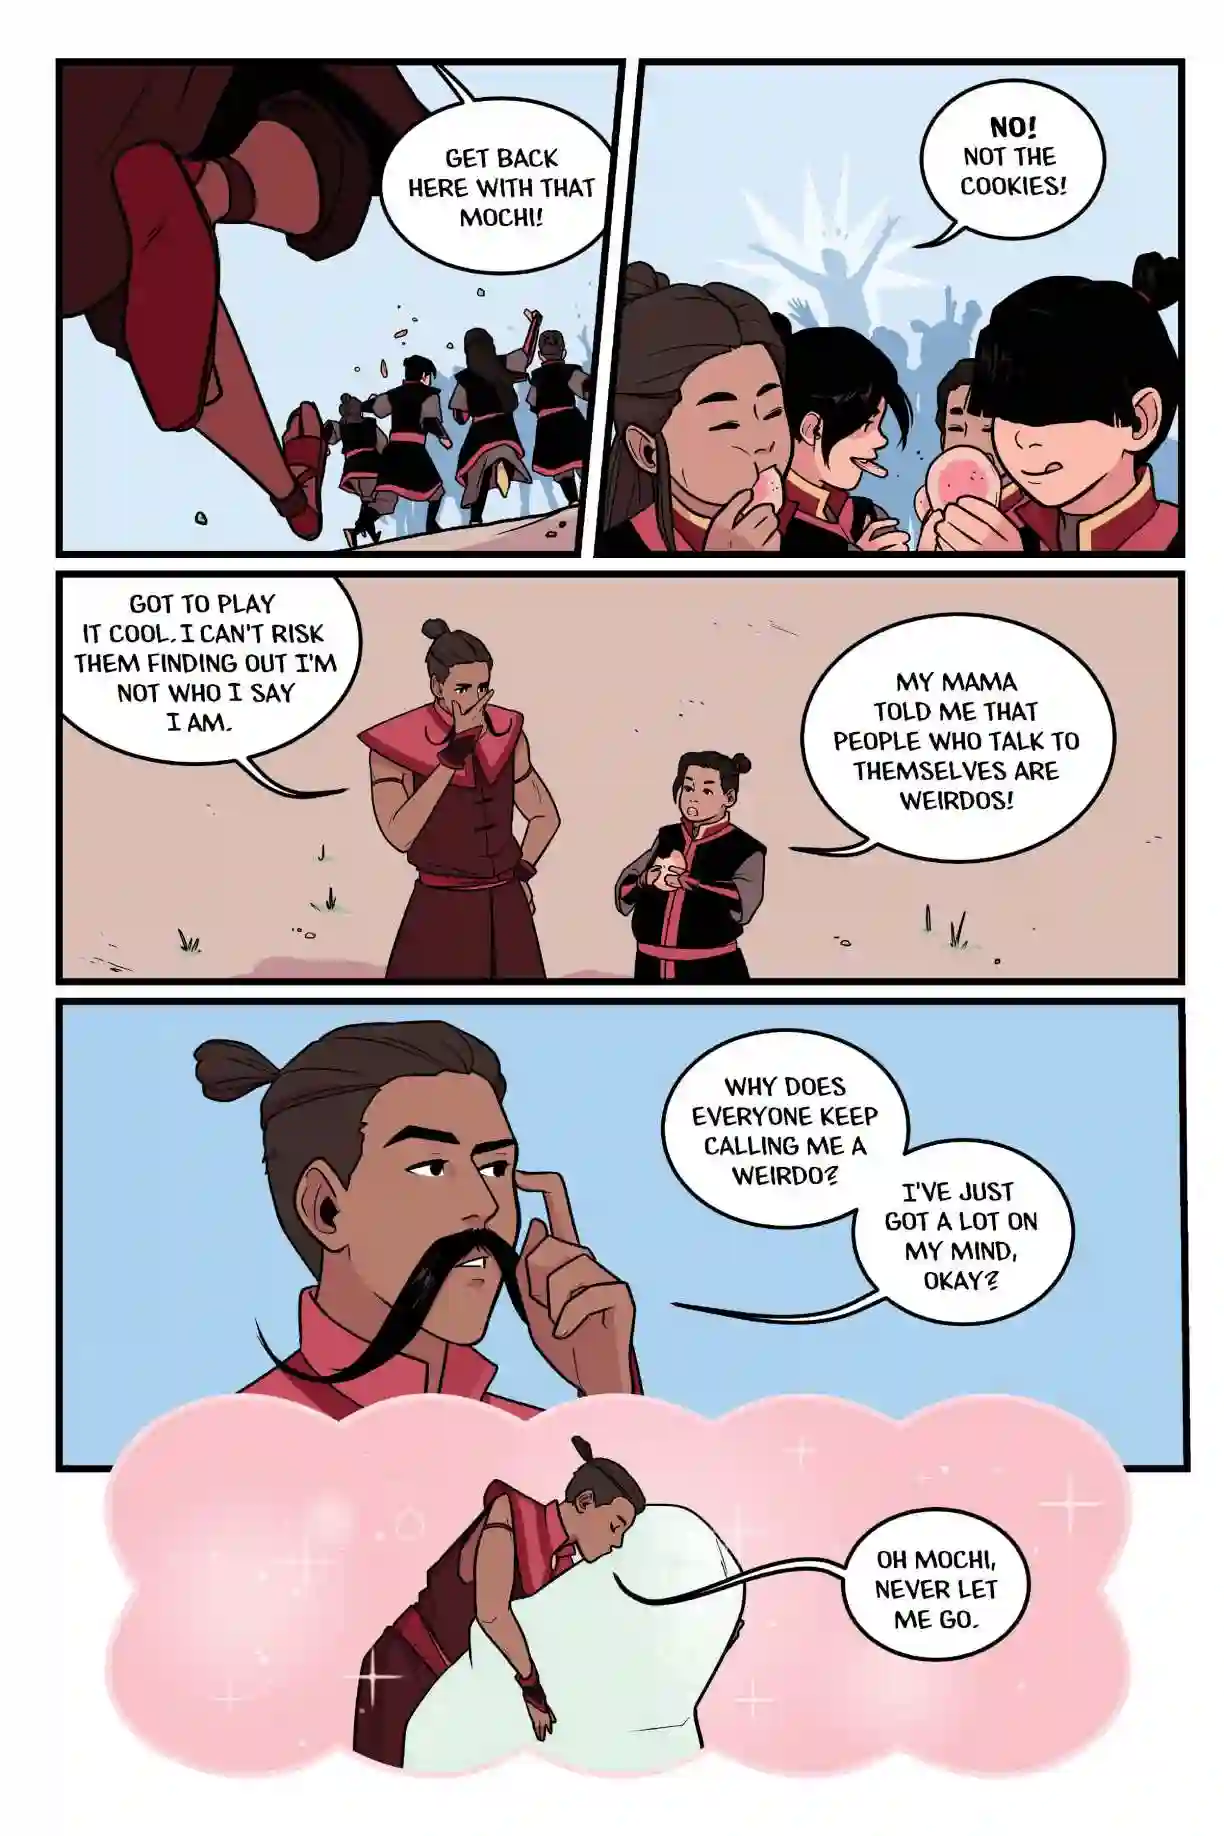 GET BACK
HERE WITH THAT
MOCHI!
NO!
NOT THE
COOKIES!
GOT TO PLAY
IT COOL. I CAN'T RISK
THEM FINDING OUT I'M
NOT WHO I SAY
I AM.
MY MAMA
TOLD ME THAT
PEOPLE WHO TALK TO
THEMSELVES ARE
WEIRDOS!
WHY DOES
EVERYONE KEEP
CALLING ME A
WEIRDO?
I'VE JUST
GOT A LOT ON
MY MIND,
OKAY?
OH MOCHI,
NEVER LET
ME GO.